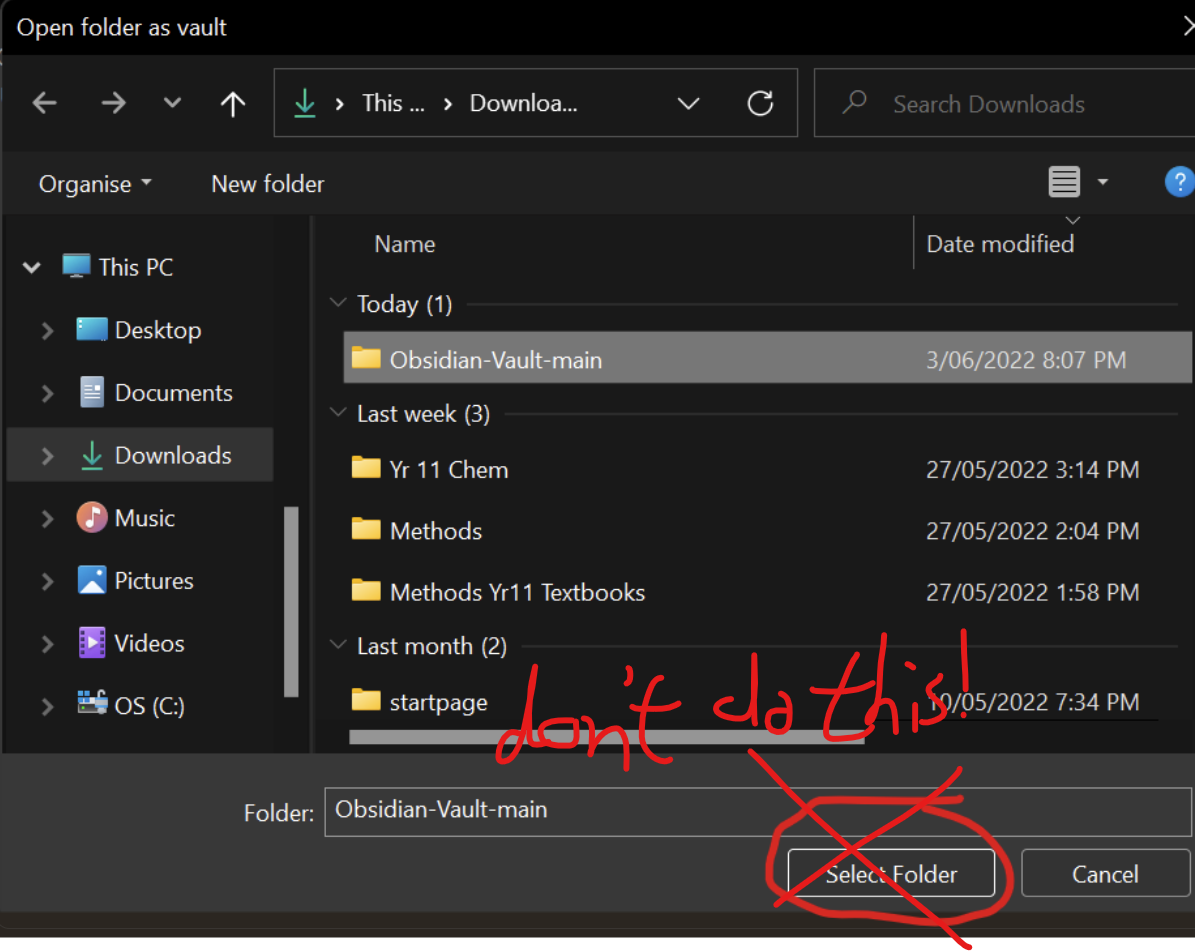 Open folder as vault
This ... Downloa...
Search Downloads
Organise New folder
?
Name Date modified
This PC
Desktop
Documents
Downloads
Music
Pictures
Videos
OS (C:)
Today (1)
Obsidian-Vault-main 3/06/2022 8:07 PM
Last week (3)
Yr 11 Chem 27/05/2022 3:14 PM
Methods 27/05/2022 2:04 PM
Methods Yr11 Textbooks 27/05/2022 1:58 PM
Last month (2)
startpage 10/05/2022 7:34 PM
don't do this!
Folder: Obsidian-Vault-main
Select Folder Cancel